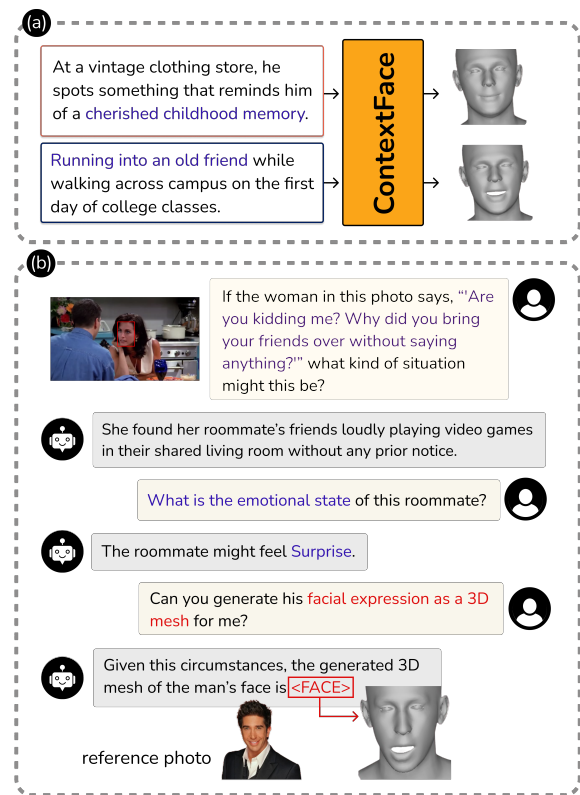 (a)
At a vintage clothing store, he
spots something that reminds him
of a cherished childhood memory.
Running into an old friend while
walking across campus on the first
day of college classes.
ContextFace
(b)
If the woman in this photo says, “'Are
you kidding me? Why did you bring
your friends over without saying
anything?'” what kind of situation
might this be?
She found her roommate’s friends loudly playing video games
in their shared living room without any prior notice.
What is the emotional state of this roommate?
The roommate might feel Surprise.
Can you generate his facial expression as a 3D
mesh for me?
Given this circumstances, the generated 3D
mesh of the man’s face is <FACE>
reference photo